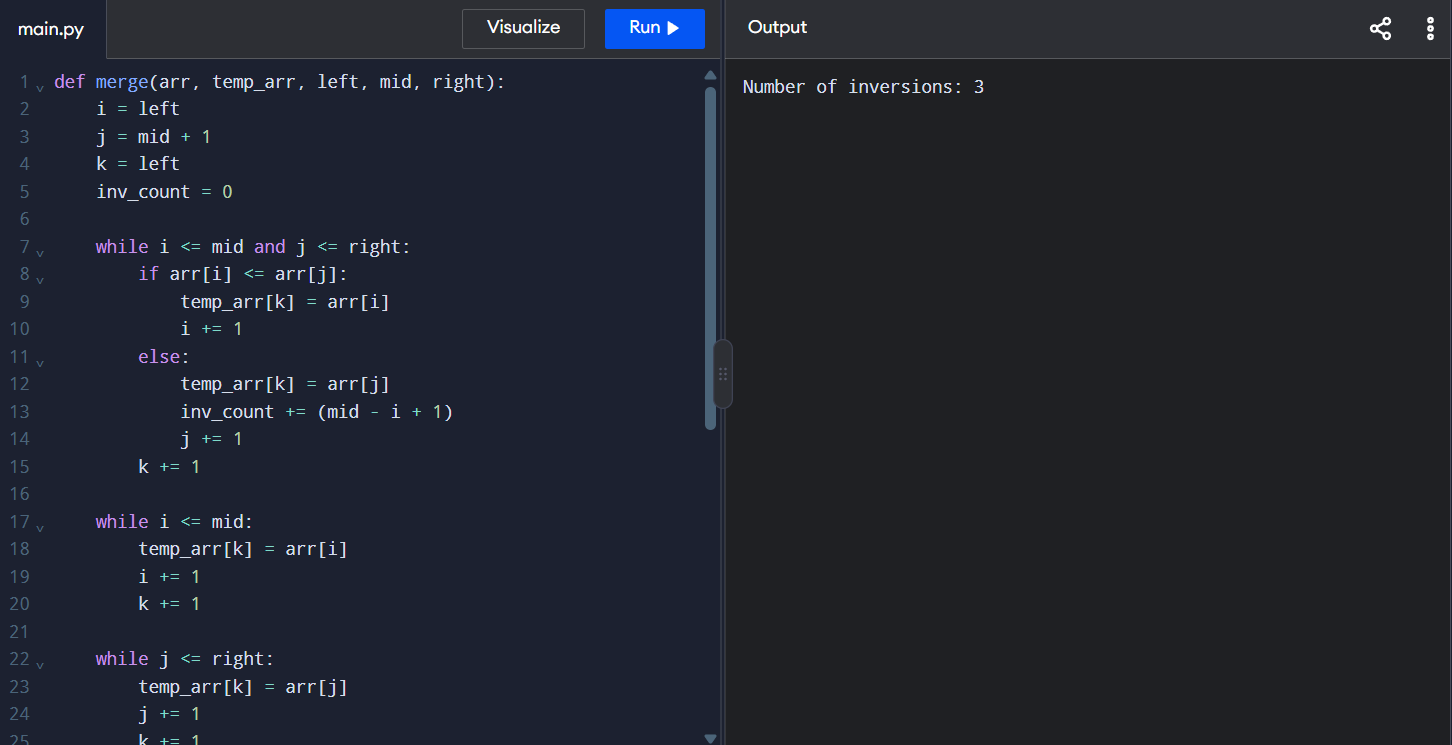 main.py
Visualize
Run
Output
1 def merge(arr, temp_arr, left, mid, right):
2     i = left
3     j = mid + 1
4     k = left
5     inv_count = 0
6
7     while i <= mid and j <= right:
8         if arr[i] <= arr[j]:
9             temp_arr[k] = arr[i]
10             i += 1
11         else:
12             temp_arr[k] = arr[j]
13             inv_count += (mid - i + 1)
14             j += 1
15         k += 1
16
17     while i <= mid:
18         temp_arr[k] = arr[i]
19         i += 1
20         k += 1
21
22     while j <= right:
23         temp_arr[k] = arr[j]
24         j += 1
25         k += 1
Number of inversions: 3